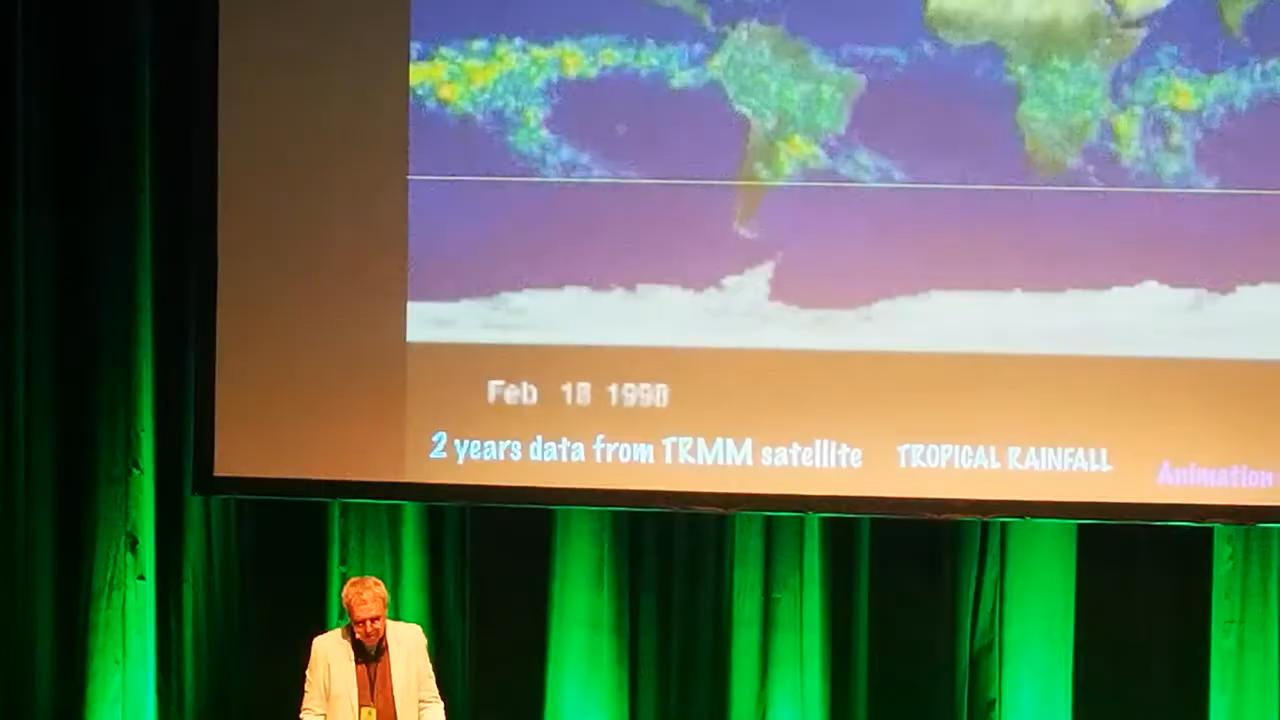 Feb 18 1998
2 years data from TRMM satellite TROPICAL RAINFALL
Animation